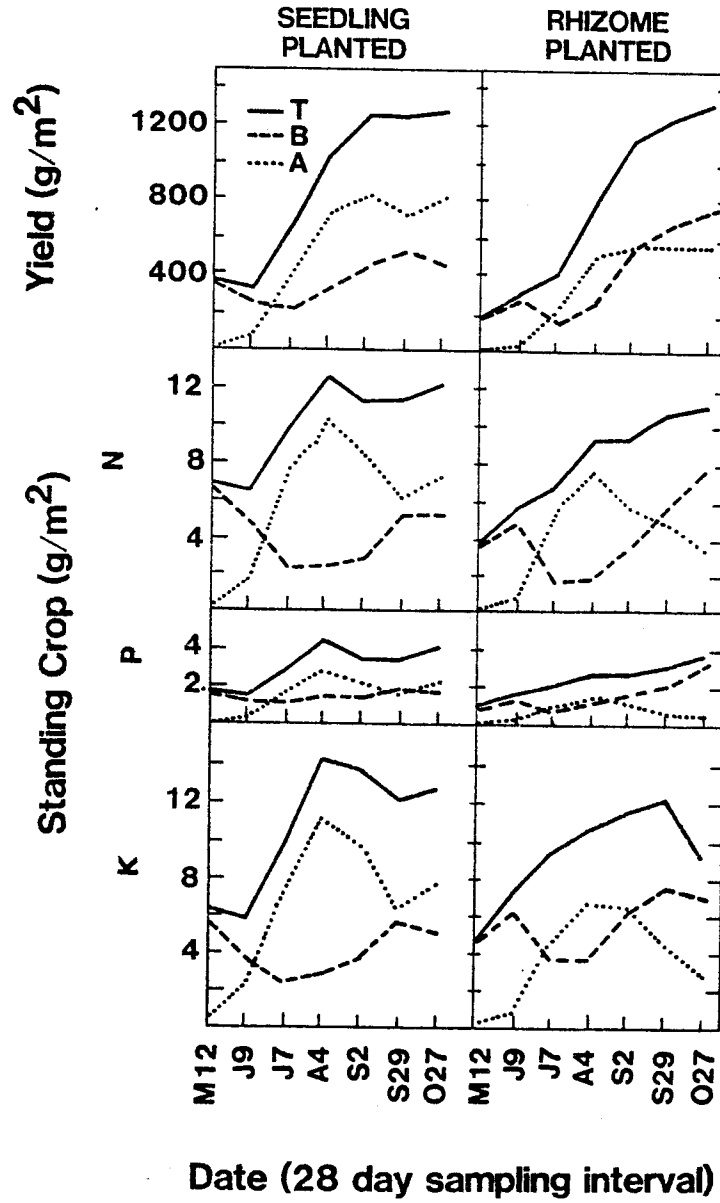 SEEDLING
PLANTED
RHIZOME
PLANTED
Yield (g/m2)
1200
800
400
T
B
A
Standing Crop (g/m2)
N
12
8
4
P
4
2
K
12
8
4
M12 J9 J7 A4 S2 S29 O27
M12 J9 J7 A4 S2 S29 O27
Date (28 day sampling interval)